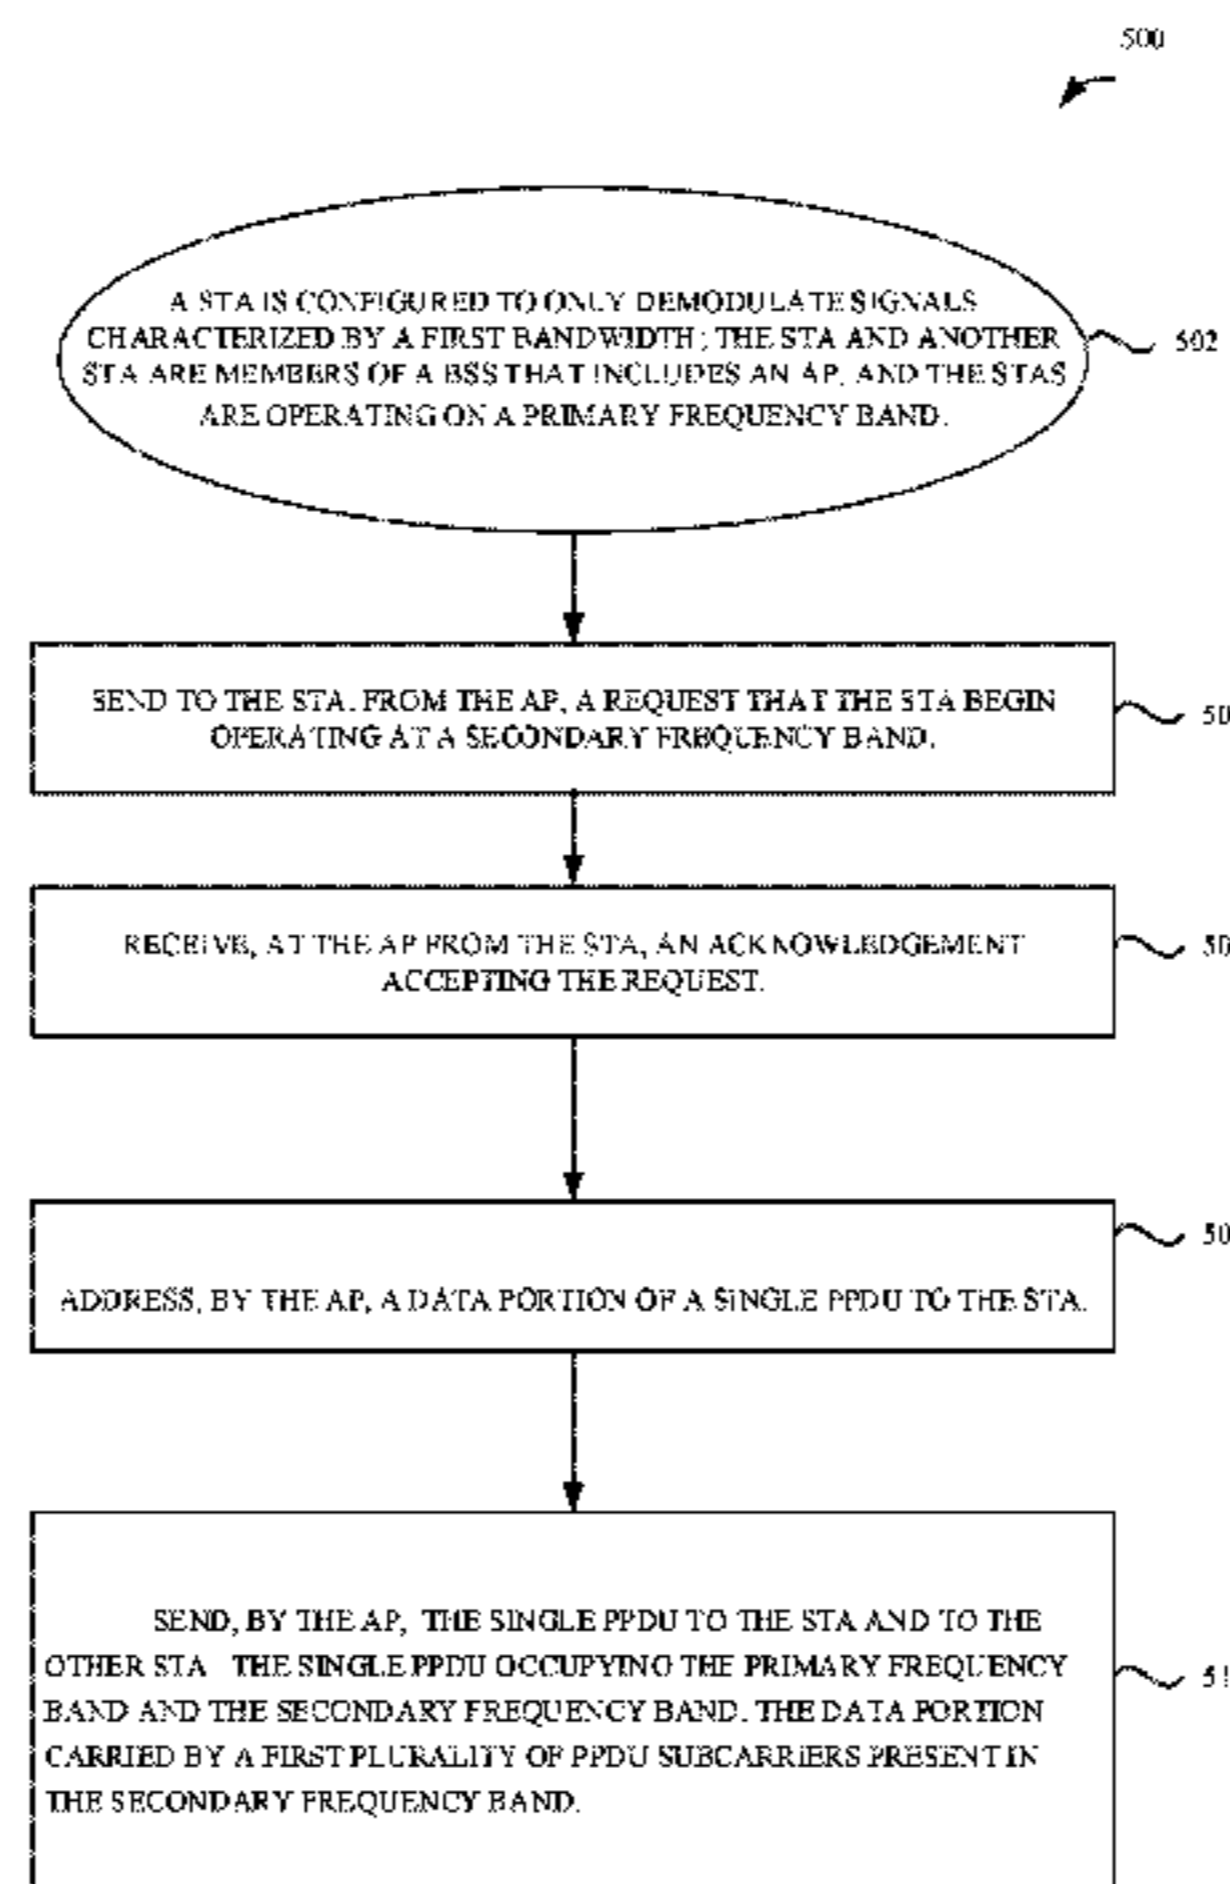 500
A STA IS CONFIGURED TO ONLY DEMODULATE SIGNALS
CHARACTERIZED BY A FIRST BANDWIDTH; THE STA AND ANOTHER
STA ARE MEMBERS OF A BSS THAT INCLUDES AN AP, AND THE STAS
ARE OPERATING ON A PRIMARY FREQUENCY BAND.
502
SEND TO THE STA, FROM THE AP, A REQUEST THAT THE STA BEGIN
OPERATING AT A SECONDARY FREQUENCY BAND.
50
RECEIVE, AT THE AP FROM THE STA, AN ACKNOWLEDGEMENT
ACCEPTING THE REQUEST.
50
ADDRESS, BY THE AP, A DATA PORTION OF A SINGLE PPDU TO THE STA.
50
SEND, BY THE AP, THE SINGLE PPDU TO THE STA AND TO THE
OTHER STA THE SINGLE PPDU OCCUPYING THE PRIMARY FREQUENCY
BAND AND THE SECONDARY FREQUENCY BAND. THE DATA PORTION
CARRIED BY A FIRST PLURALITY OF PPDU SUBCARRIERS PRESENT IN
THE SECONDARY FREQUENCY BAND.
51